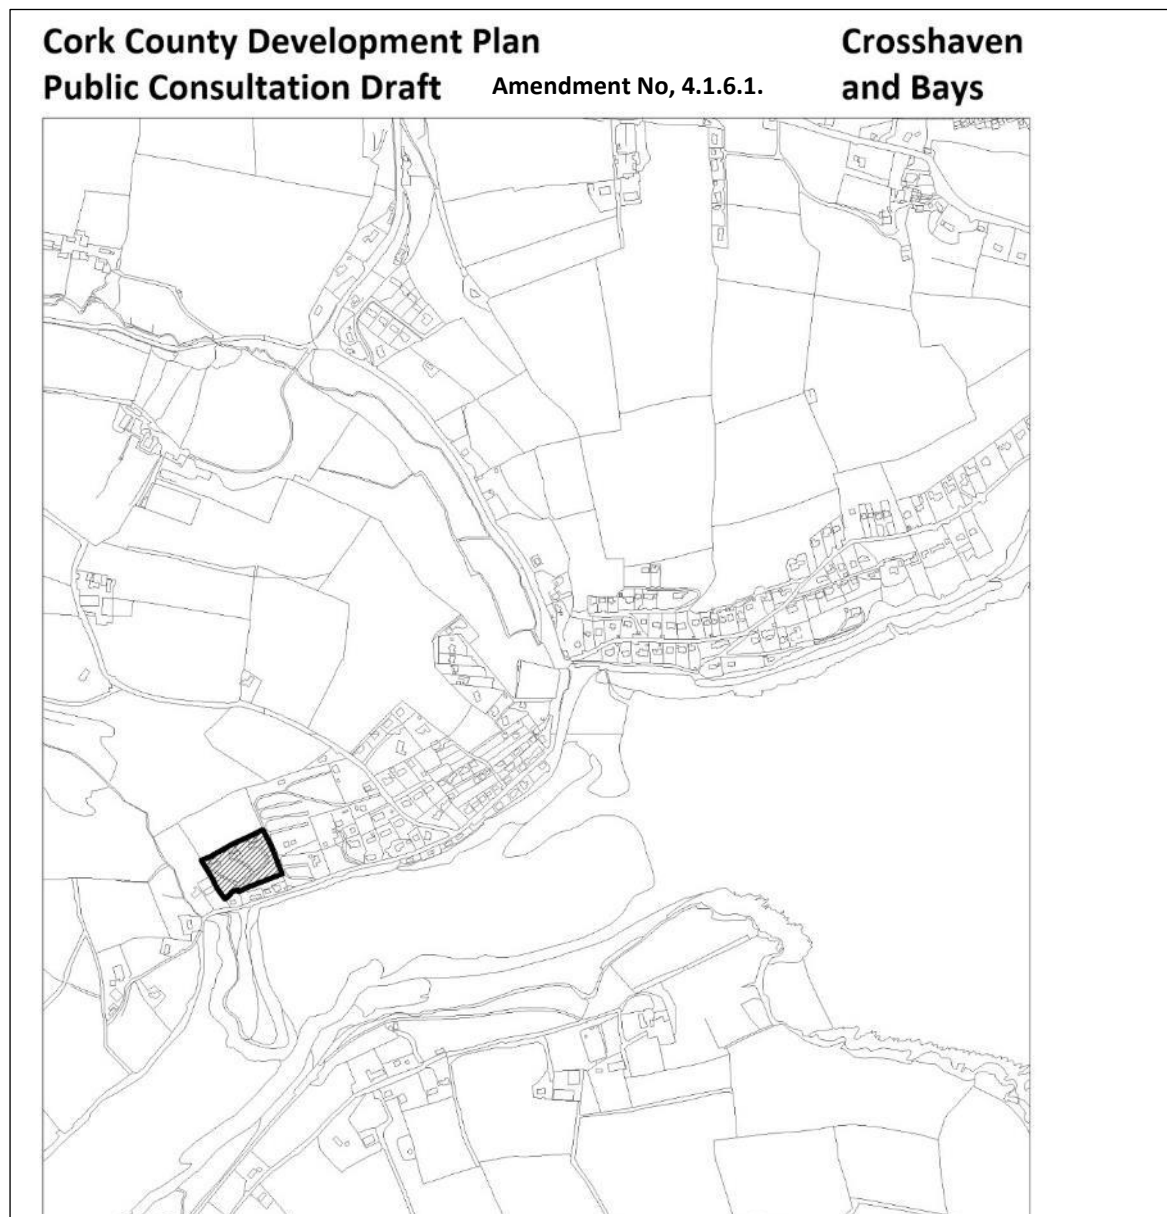 Cork County Development Plan
Public Consultation Draft
Amendment No, 4.1.6.1.
Crosshaven
and Bays